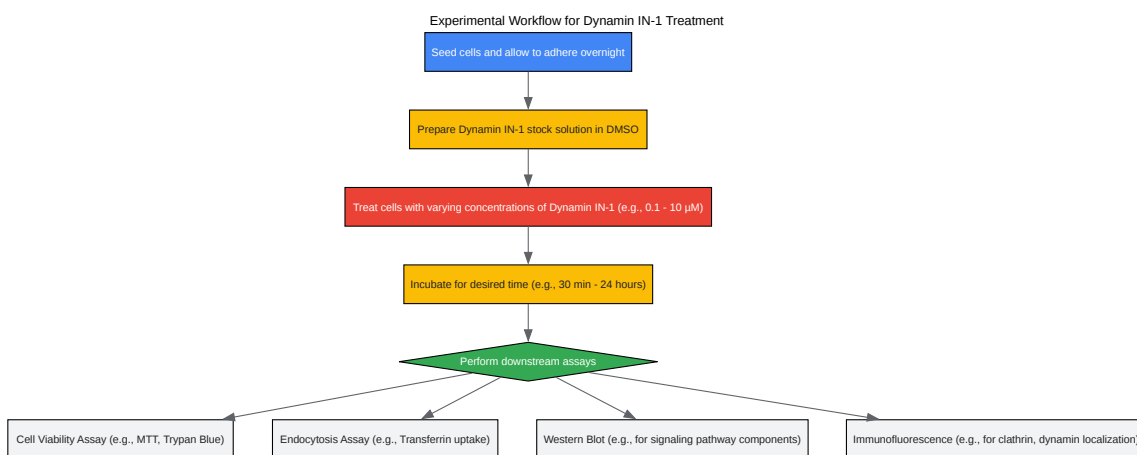 Experimental Workflow for Dynamin IN-1 Treatment
Seed cells and allow to adhere overnight
Prepare Dynamin IN-1 stock solution in DMSO
Treat cells with varying concentrations of Dynamin IN-1 (e.g., 0.1 - 10 µM)
Incubate for desired time (e.g., 30 min - 24 hours)
Perform downstream assays
Cell Viability Assay (e.g., MTT, Trypan Blue)
Endocytosis Assay (e.g., Transferrin uptake)
Western Blot (e.g., for signaling pathway components)
Immunofluorescence (e.g., for clathrin, dynamin localization)